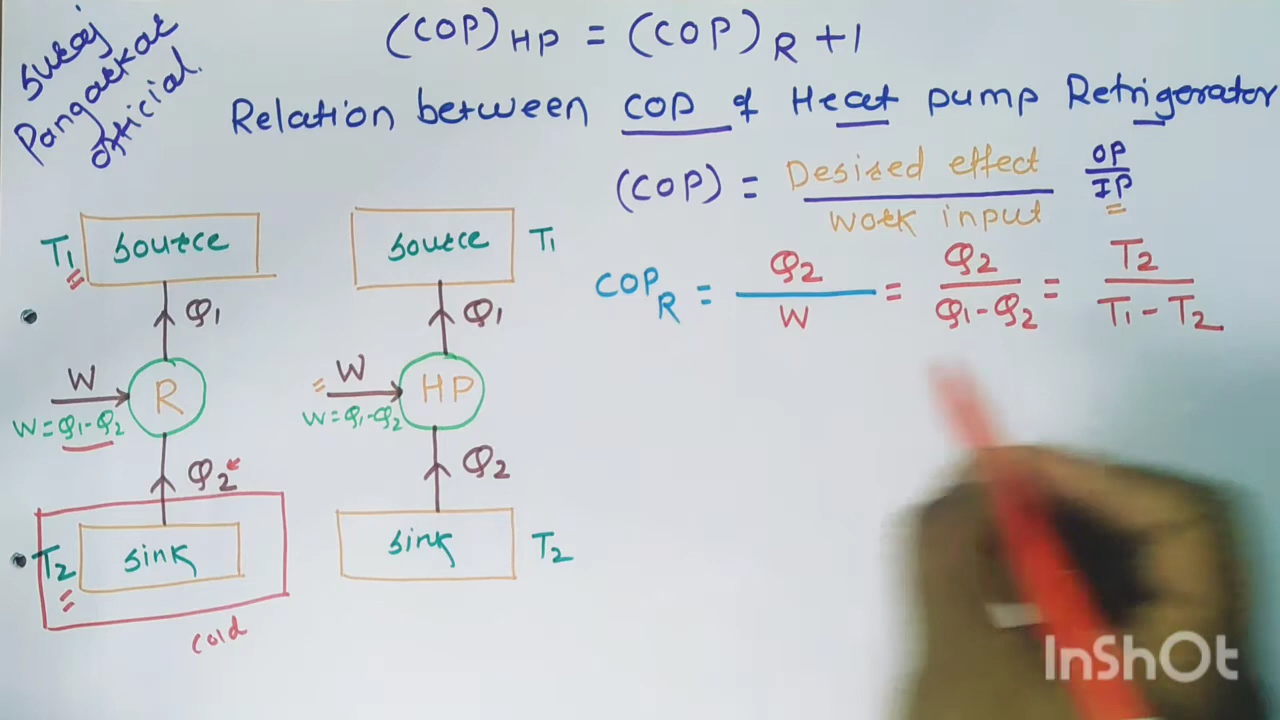 Suraj
Pangarkar
official.
(COP)HP = (COP)R +1
Relation between COP of Heat pump Refrigerator
(COP) = Desired effect / Work input OP / IP
COPR = Q2 / W = Q2 / Q1-Q2 = T2 / T1-T2
T1 source
source T1
Q1
Q1
W
W=Q1-Q2
R
W
W=Q1-Q2
HP
Q2
Q2
T2 sink
sink T2
cold
InShOt